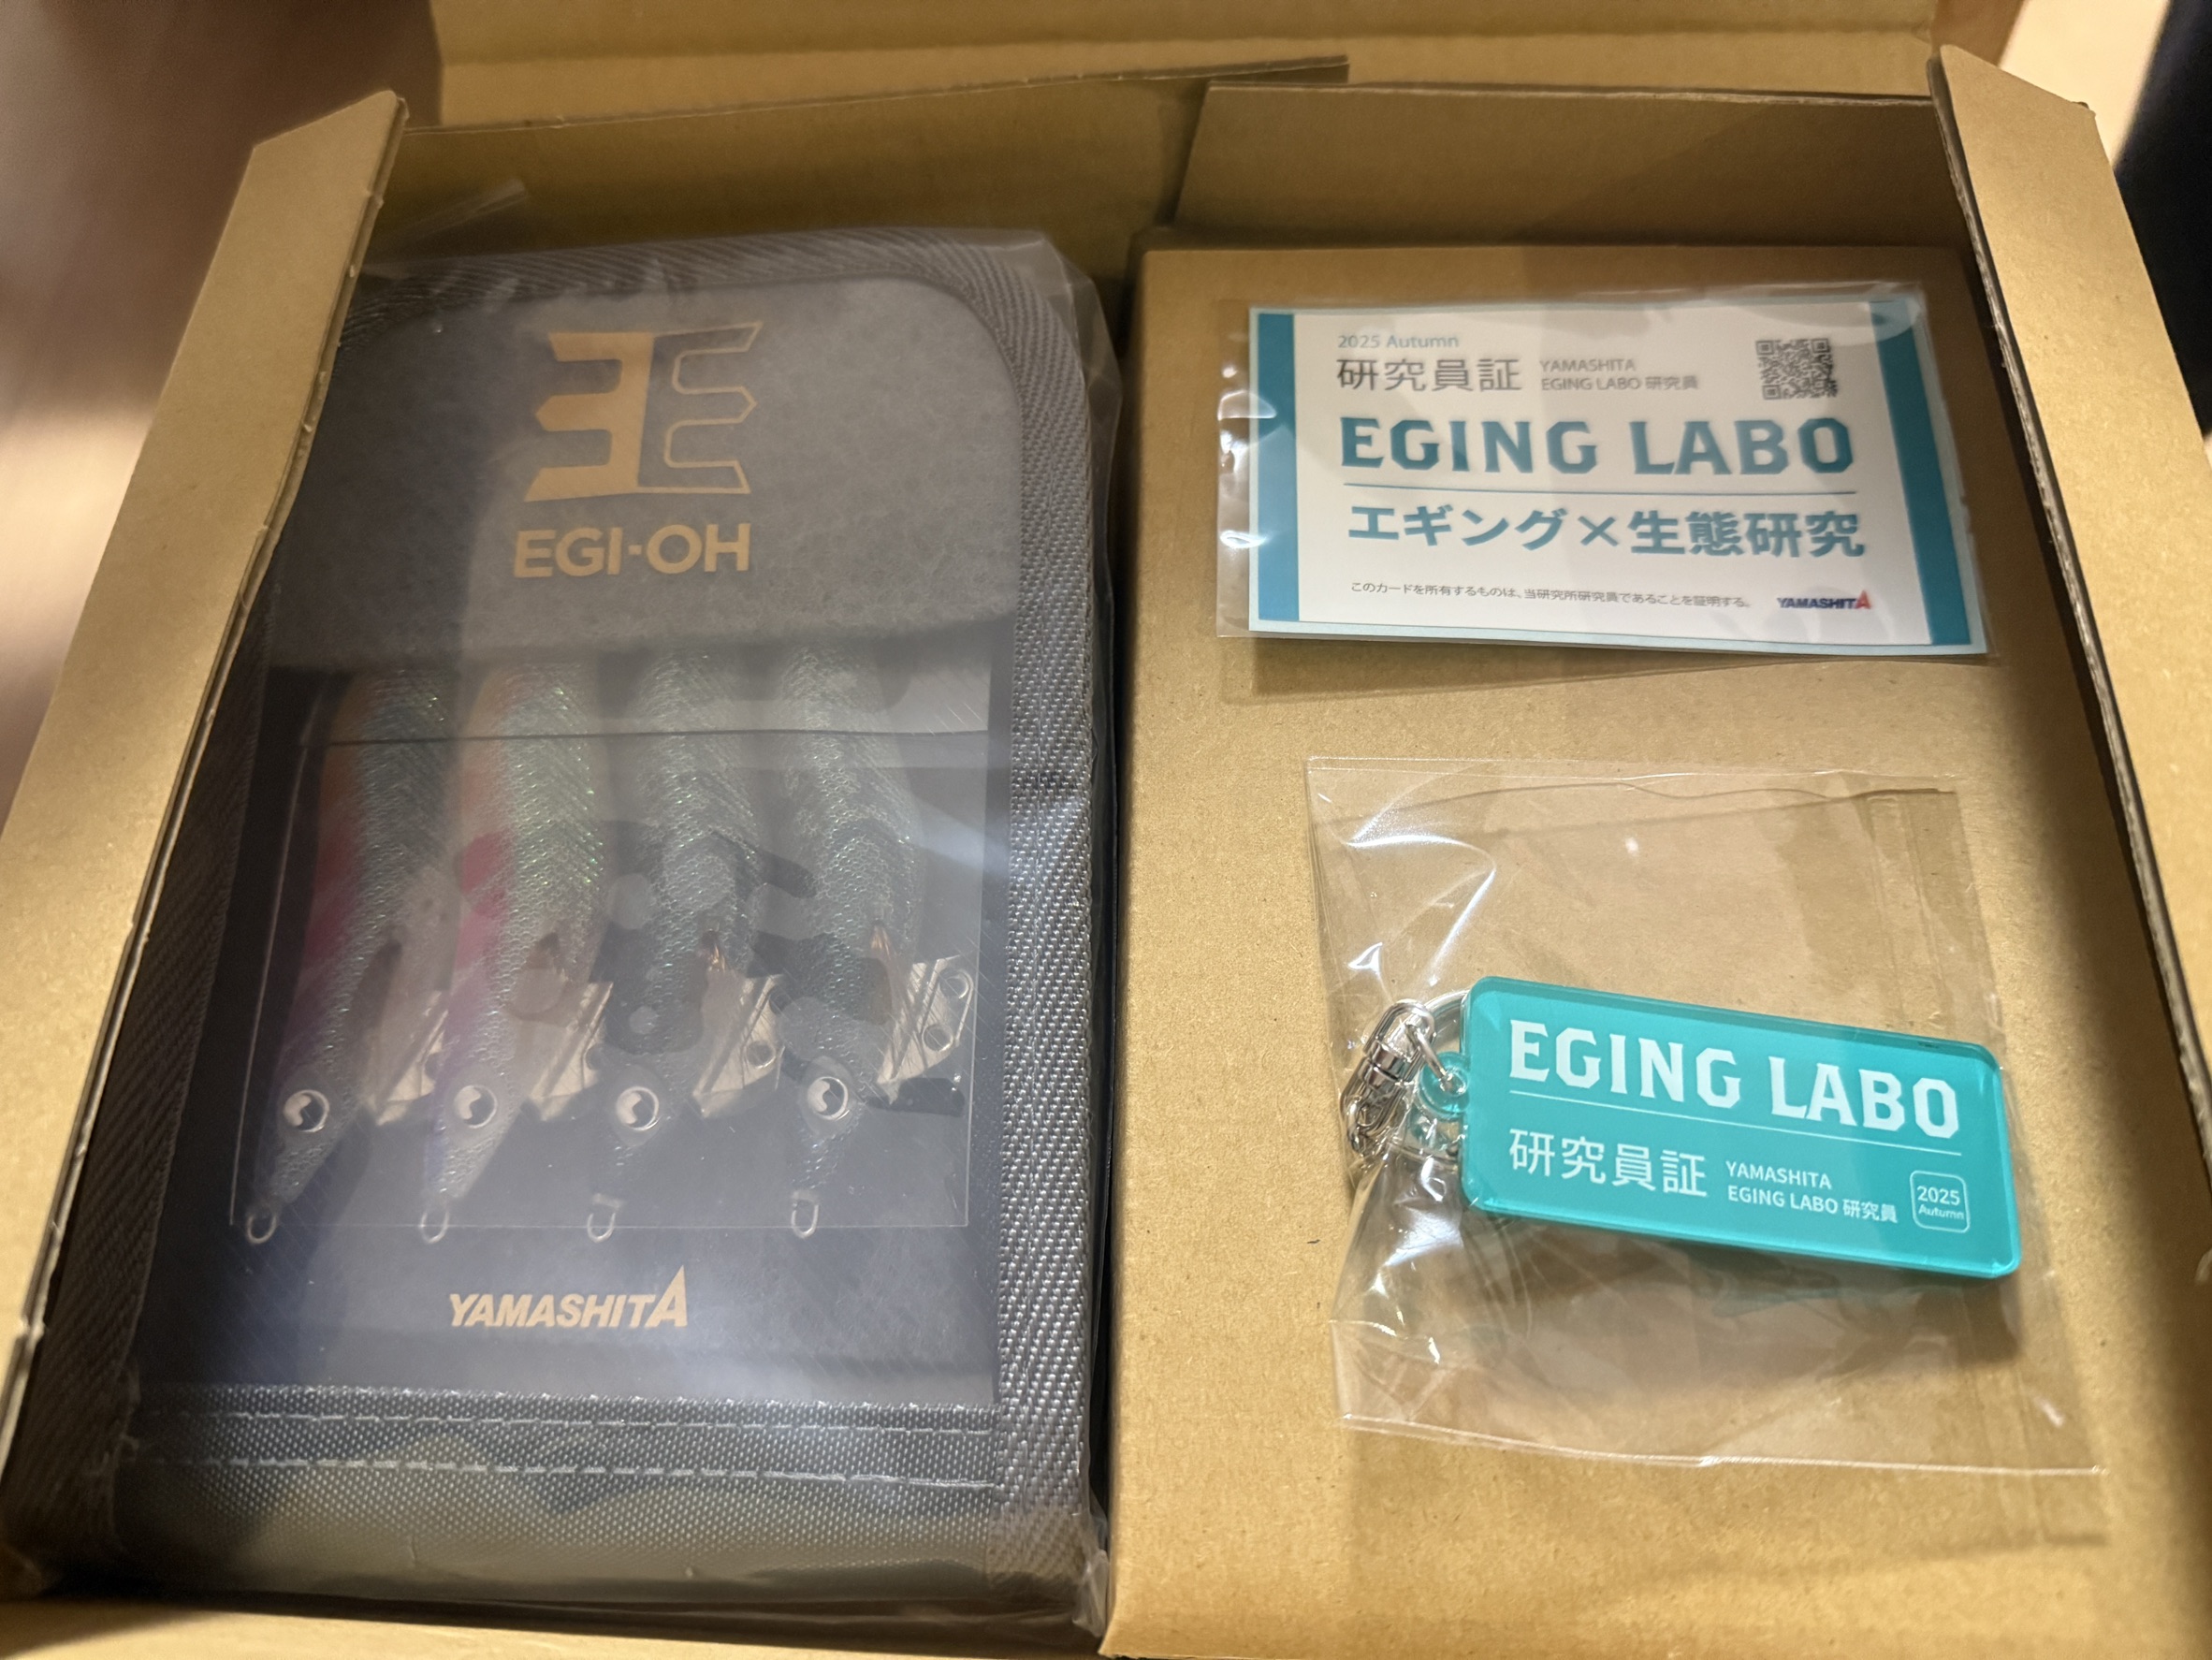 EGI-OH
YAMASHITA
2025 Autumn
研究員証
YAMASHITA
EGING LABO 研究員
EGING LABO
エギング×生態研究
このカードを所有するものは、当研究所研究員であることを証明する。
YAMASHITA
EGING LABO
研究員証
YAMASHITA
EGING LABO 研究員
2025
Autumn